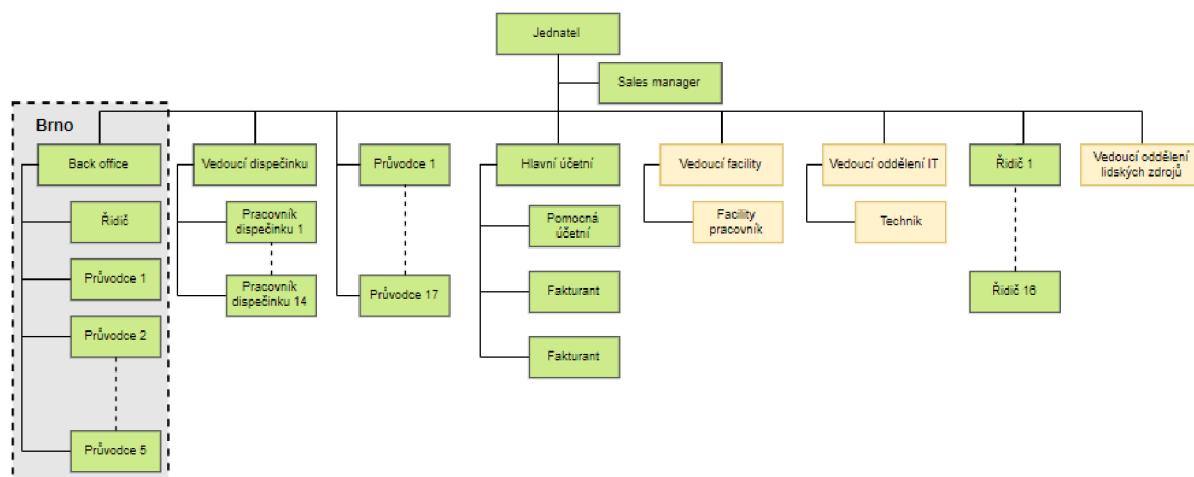 Jednatel
Sales manager
Brno
Back office
Vedoucí dispečinku
Průvodce 1
Hlavní účetní
Vedoucí facility
Vedoucí oddělení IT
Řidič 1
Vedoucí oddělení
lidských zdrojů
Řidič
Pracovník
dispečinku 1
Pomocná
účetní
Facility
pracovník
Technik
Průvodce 1
Pracovník
dispečinku 14
Průvodce 17
Fakturant
Řidič 16
Průvodce 2
Fakturant
Průvodce 5